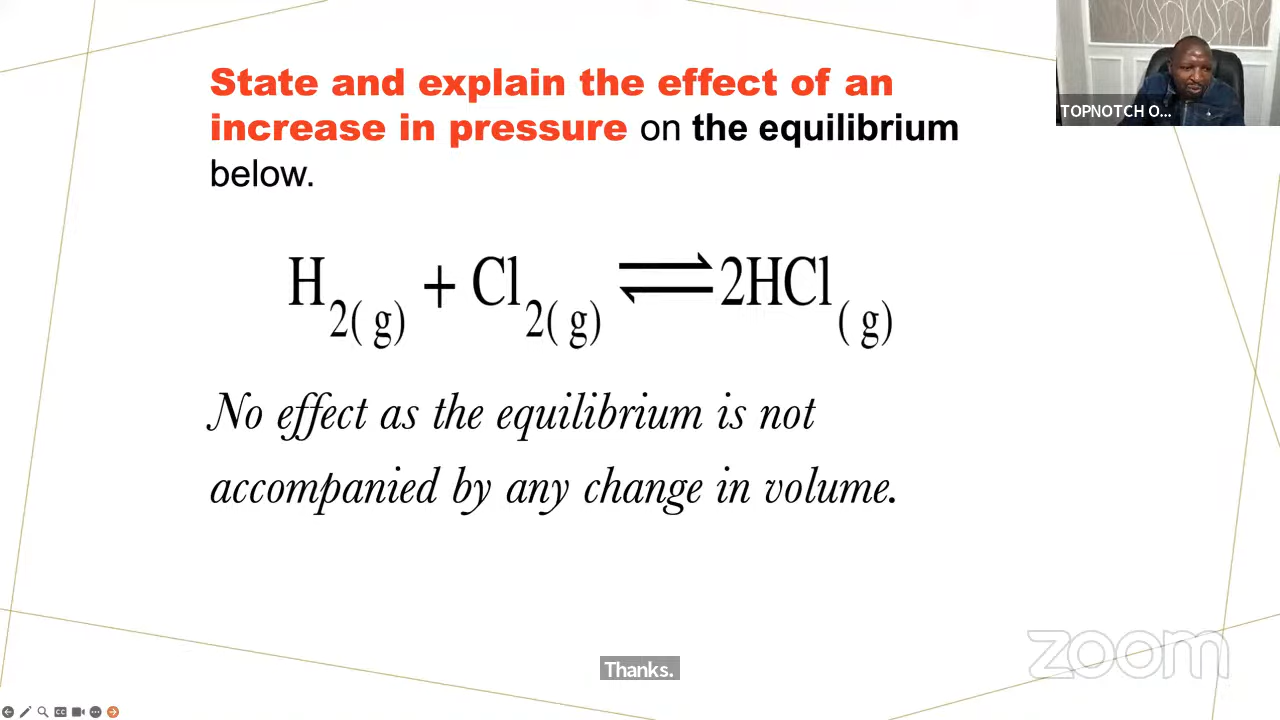 State and explain the effect of an
increase in pressure on the equilibrium
below.
TOPNOTCH O...
H2(g) + Cl2(g) ⇌ 2HCl(g)
No effect as the equilibrium is not
accompanied by any change in volume.
zoom
Thanks.
CC